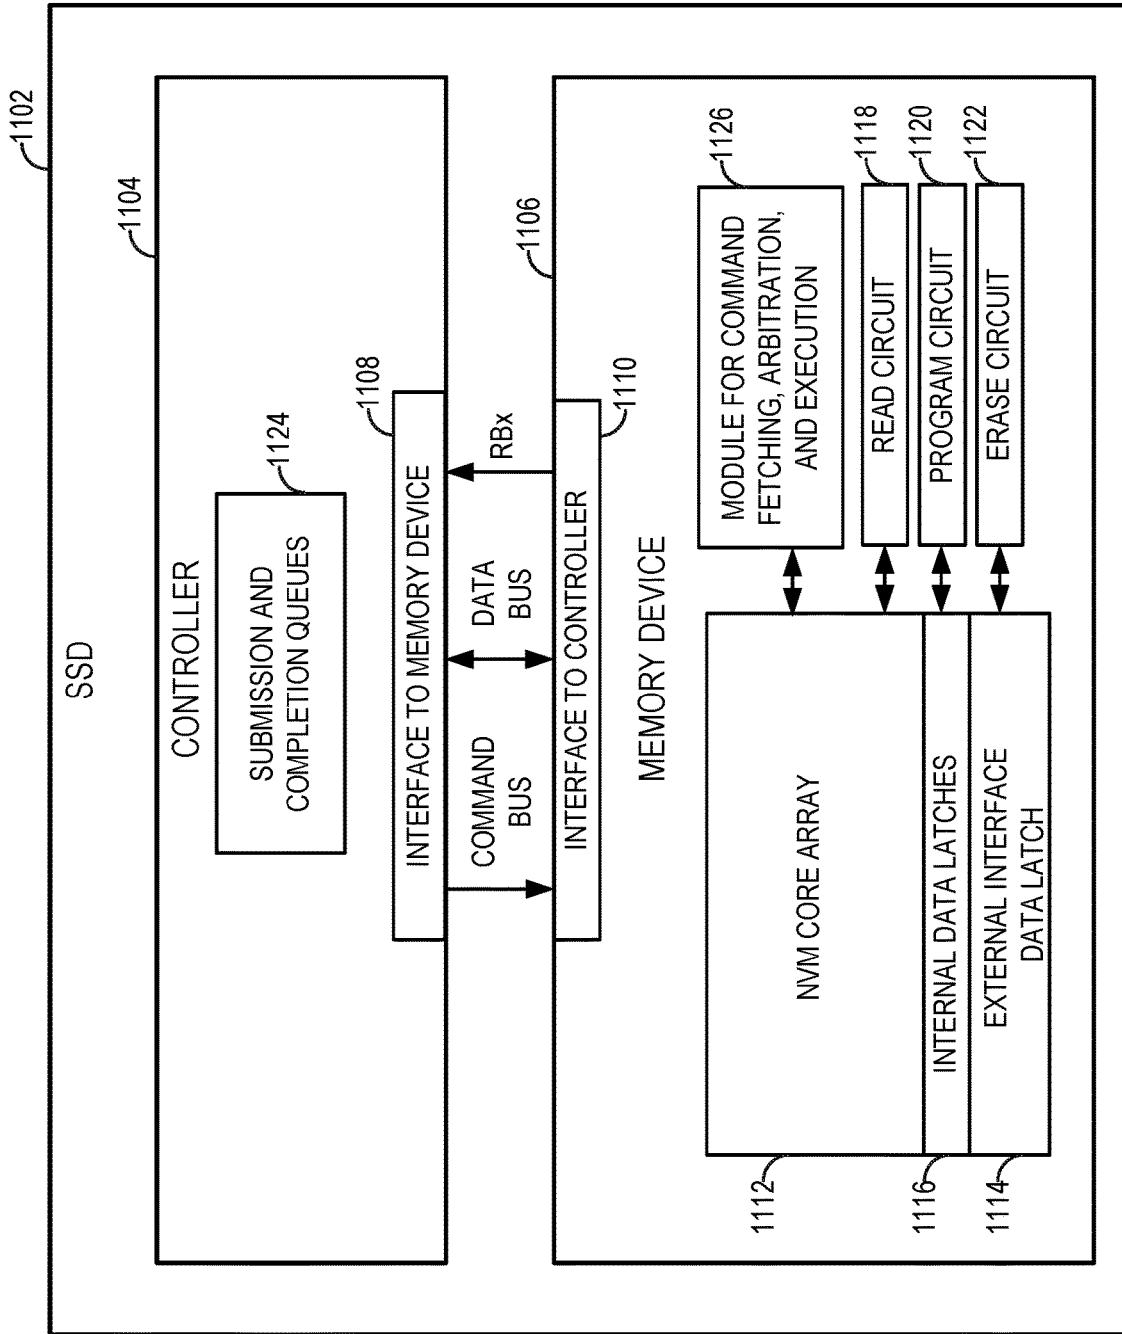 1102
SSD
1104
CONTROLLER
1124
SUBMISSION AND
COMPLETION QUEUES
1108
INTERFACE TO MEMORY DEVICE
COMMAND
BUS
DATA
BUS
RBx
1106
INTERFACE TO CONTROLLER
1110
MEMORY DEVICE
1112
NVM CORE ARRAY
1116
INTERNAL DATA LATCHES
1114
EXTERNAL INTERFACE
DATA LATCH
1126
MODULE FOR COMMAND
FETCHING, ARBITRATION,
AND EXECUTION
READ CIRCUIT
1118
PROGRAM CIRCUIT
1120
ERASE CIRCUIT
1122